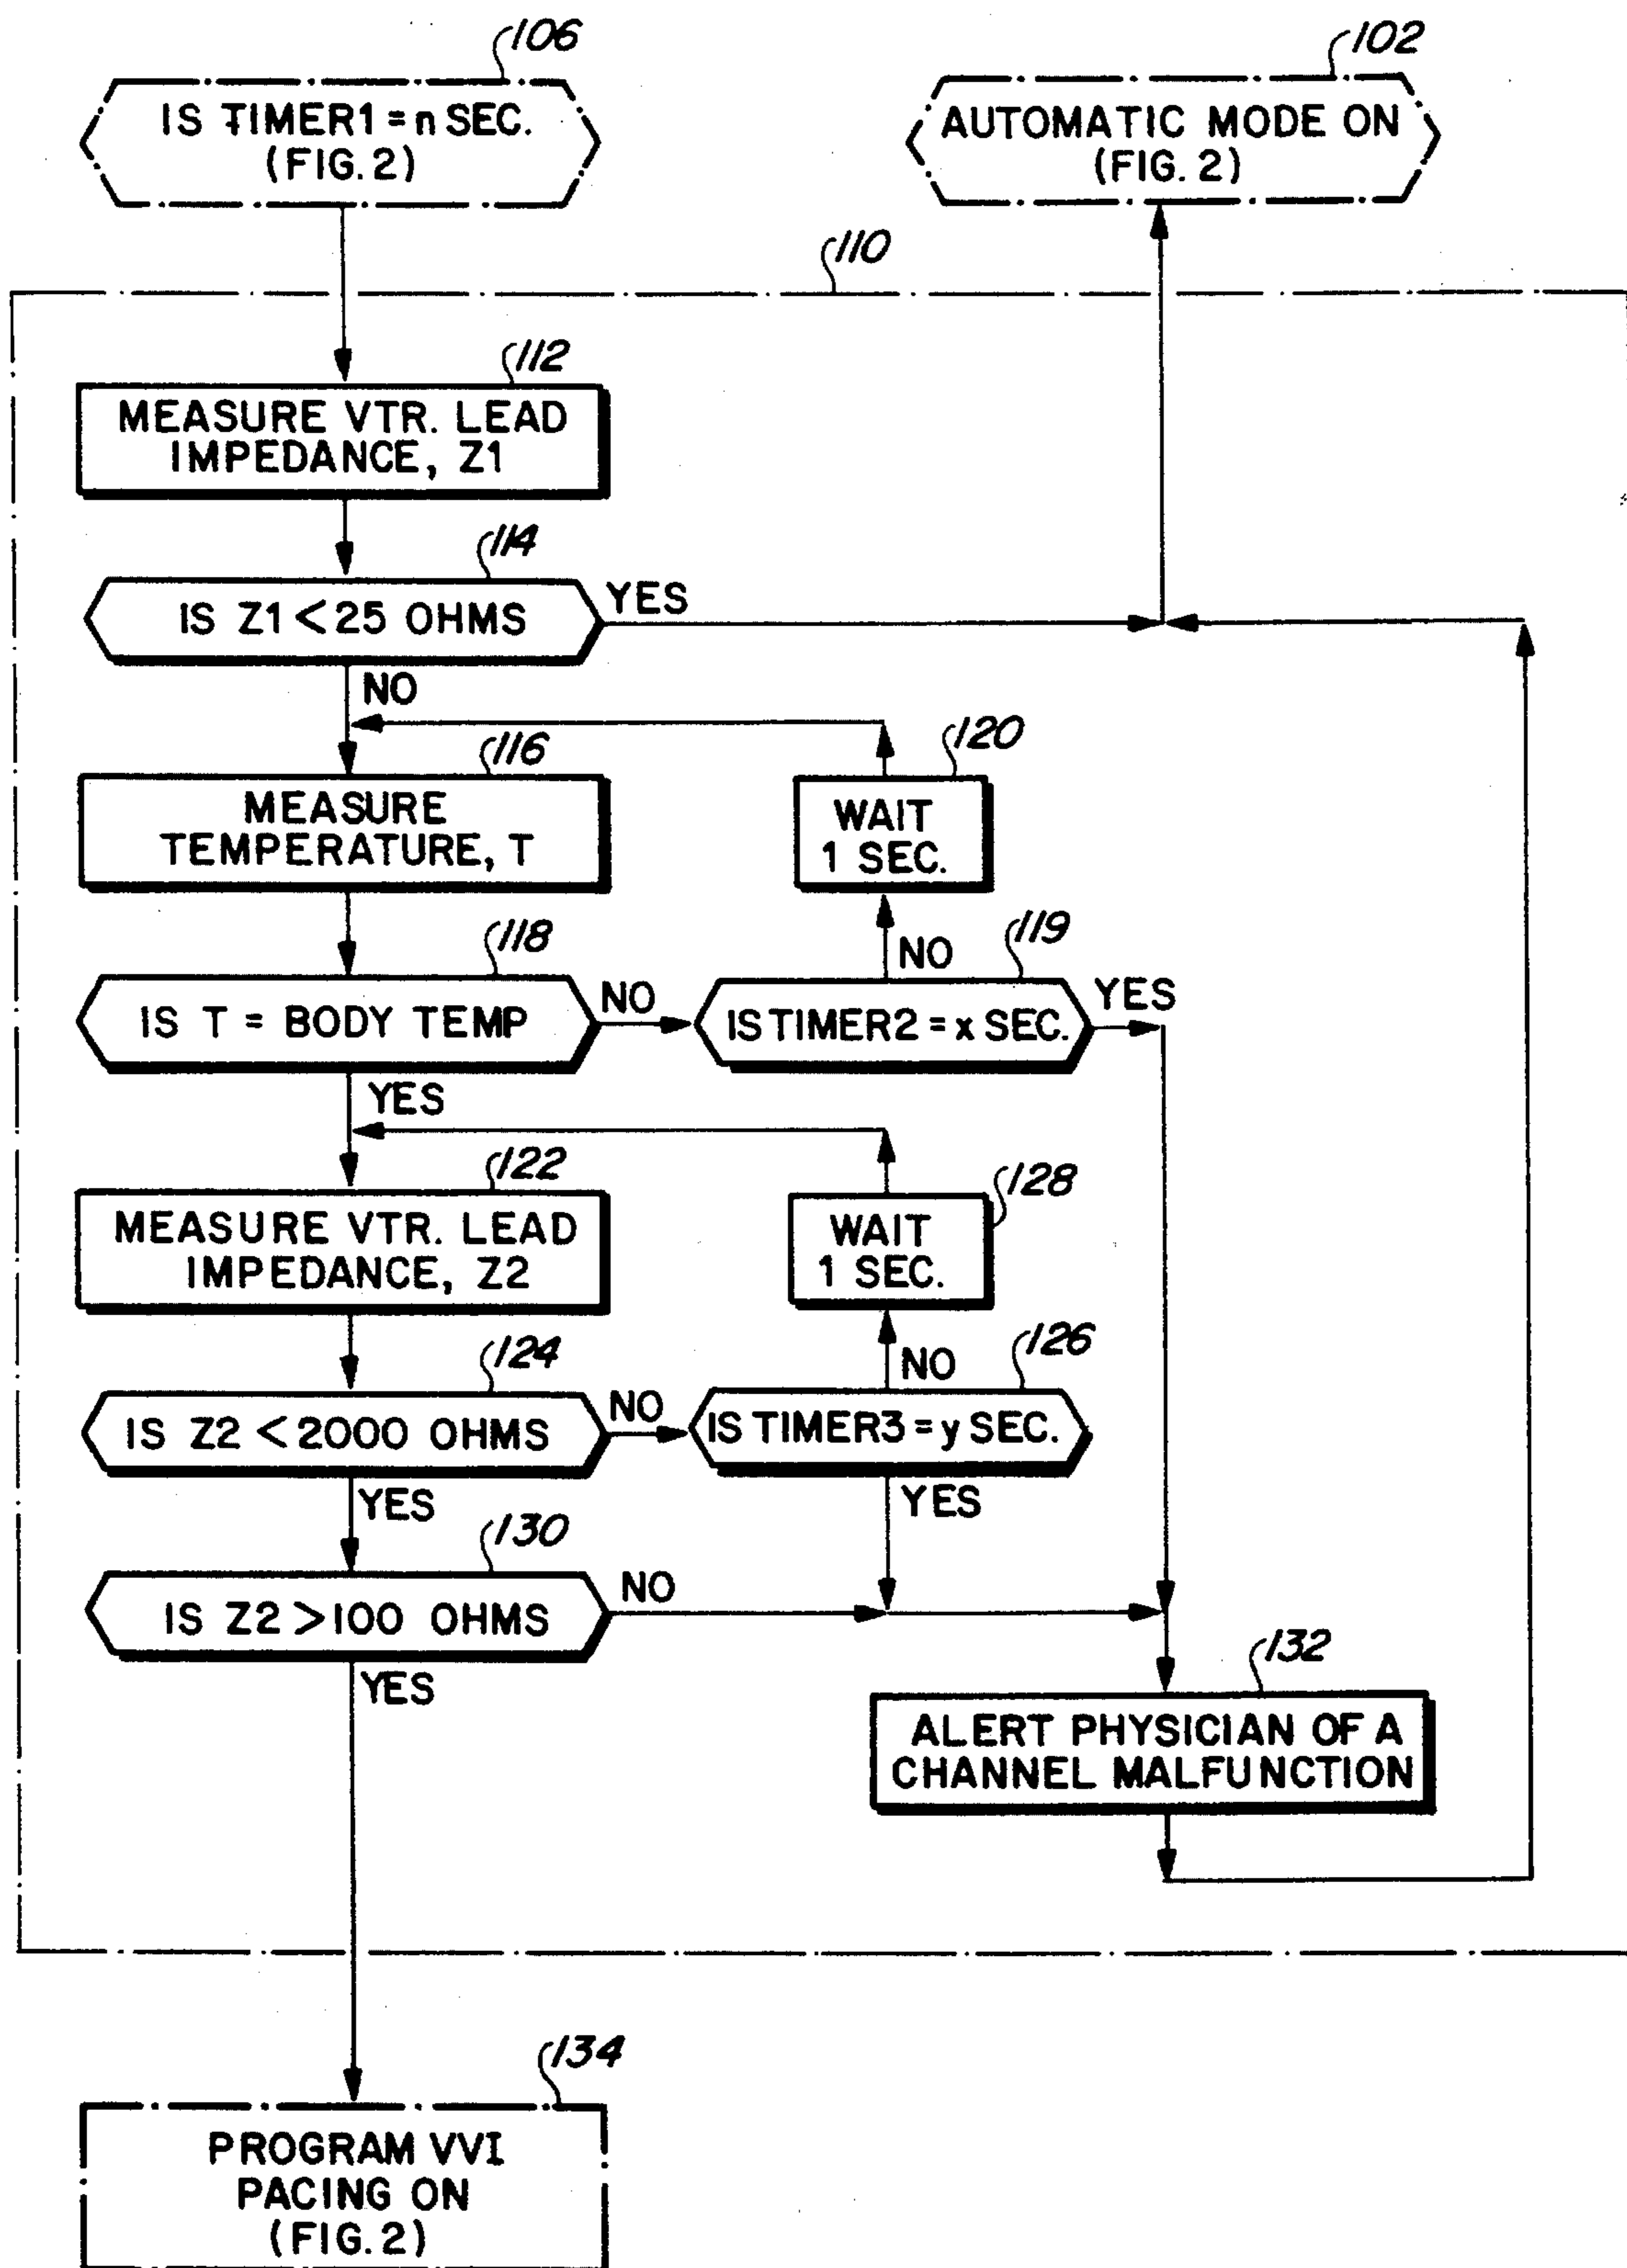 106
IS TIMER1 = n SEC.
(FIG. 2)
102
AUTOMATIC MODE ON
(FIG. 2)
110
112
MEASURE VTR. LEAD
IMPEDANCE, Z1
114
IS Z1 < 25 OHMS
YES
NO
116
MEASURE
TEMPERATURE, T
120
WAIT
1 SEC.
118
IS T = BODY TEMP
NO
NO
119
IS TIMER2 = x SEC.
YES
YES
122
MEASURE VTR. LEAD
IMPEDANCE, Z2
128
WAIT
1 SEC.
124
IS Z2 < 2000 OHMS
NO
NO
126
IS TIMER3 = y SEC.
YES
YES
130
IS Z2 > 100 OHMS
NO
YES
132
ALERT PHYSICIAN OF A
CHANNEL MALFUNCTION
134
PROGRAM VVI
PACING ON
(FIG. 2)